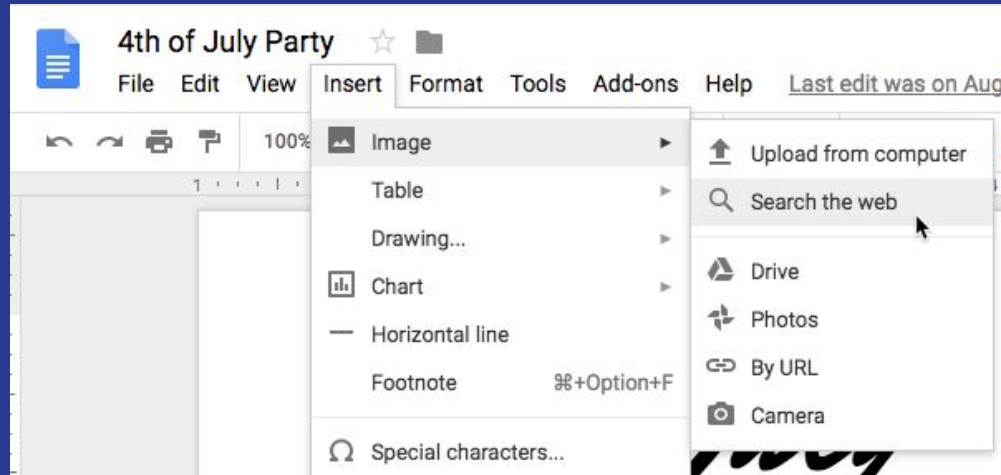 4th of July Party
File Edit View Insert Format Tools Add-ons Help Last edit was on Aug
100%
1
Image
Table
Drawing...
Chart
Horizontal line
Footnote ⌘+Option+F
Ω Special characters...
Upload from computer
Search the web
Drive
Photos
By URL
Camera